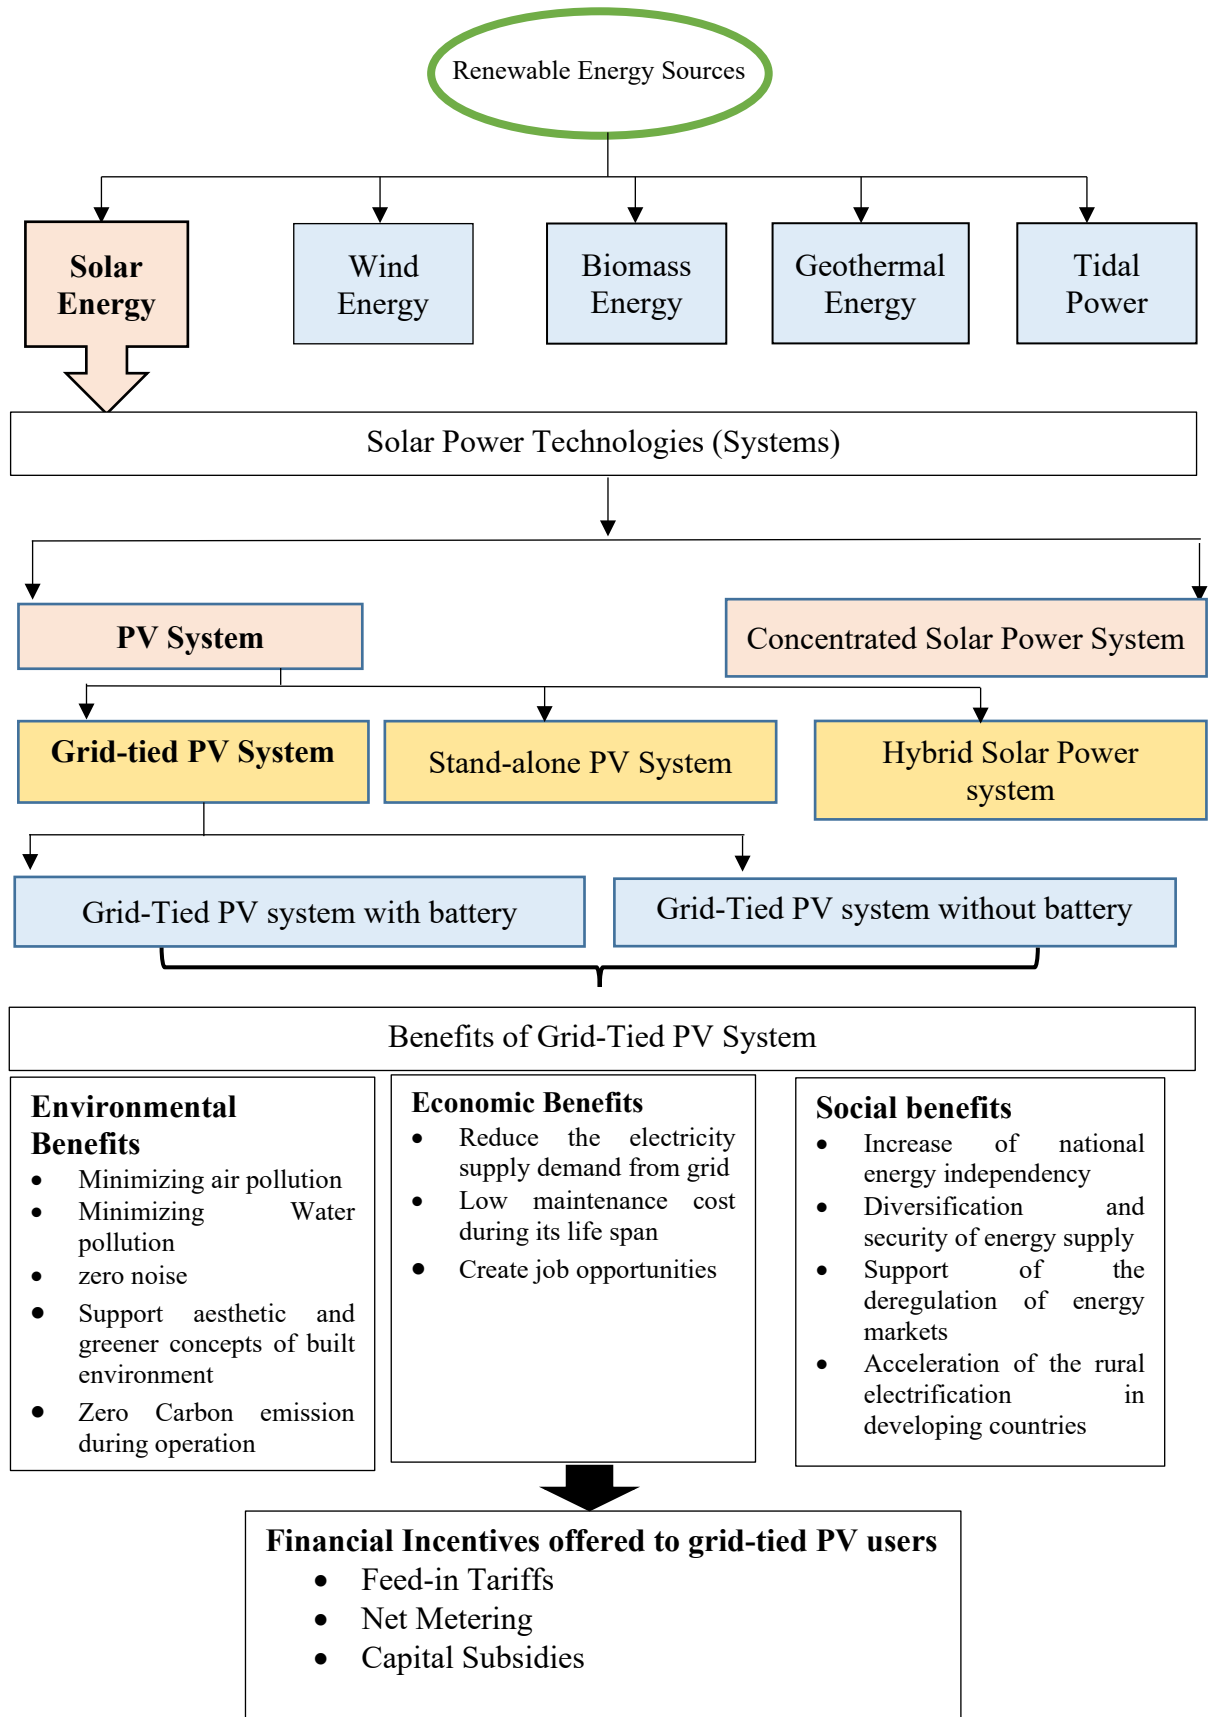 Renewable Energy Sources
Solar
Energy
Wind
Energy
Biomass
Energy
Geothermal
Energy
Tidal
Power
Solar Power Technologies (Systems)
PV System
Concentrated Solar Power System
Grid-tied PV System
Stand-alone PV System
Hybrid Solar Power
system
Grid-Tied PV system with battery
Grid-Tied PV system without battery
Benefits of Grid-Tied PV System
Environmental
Benefits
• Minimizing air pollution
• Minimizing Water
pollution
• zero noise
• Support aesthetic and
greener concepts of built
environment
• Zero Carbon emission
during operation
Economic Benefits
• Reduce the electricity
supply demand from grid
• Low maintenance cost
during its life span
• Create job opportunities
Social benefits
• Increase of national
energy independency
• Diversification and
security of energy supply
• Support of the
deregulation of energy
markets
• Acceleration of the rural
electrification in
developing countries
Financial Incentives offered to grid-tied PV users
• Feed-in Tariffs
• Net Metering
• Capital Subsidies